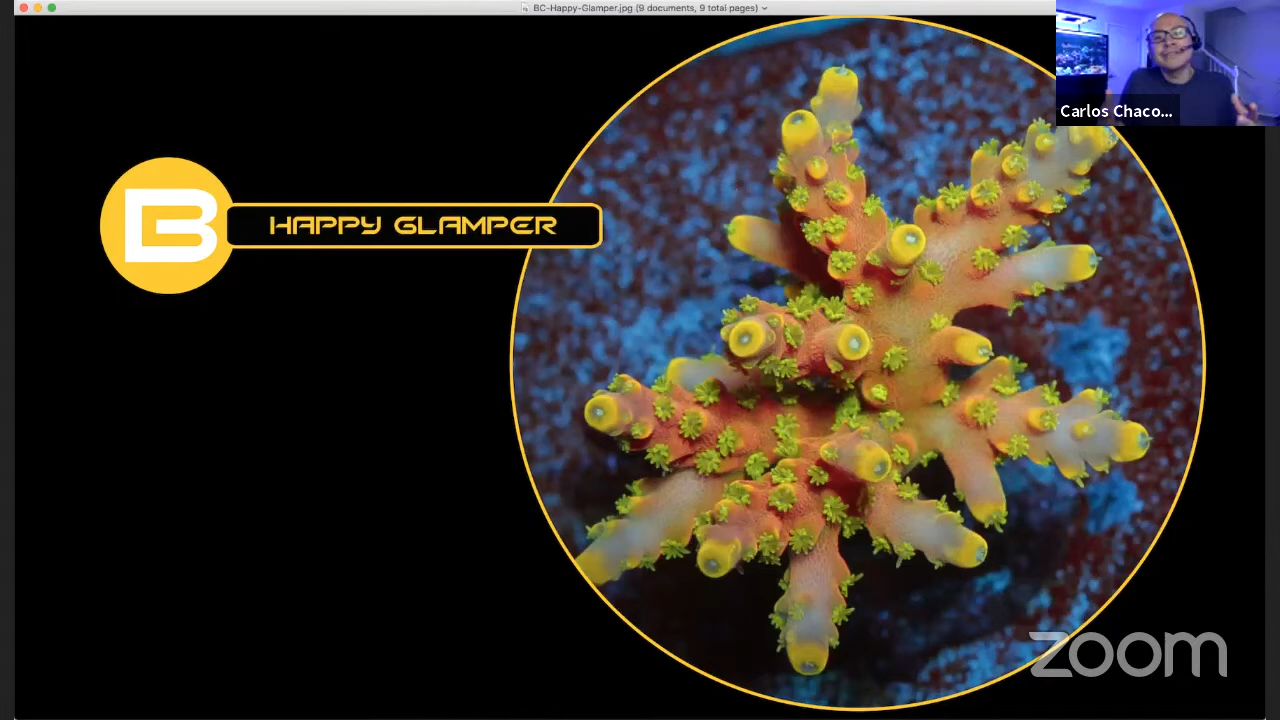 BC-Happy-Glamper.jpg (9 documents, 9 total pages)
Carlos Chaco...
B
HAPPY GLAMPER
zoom